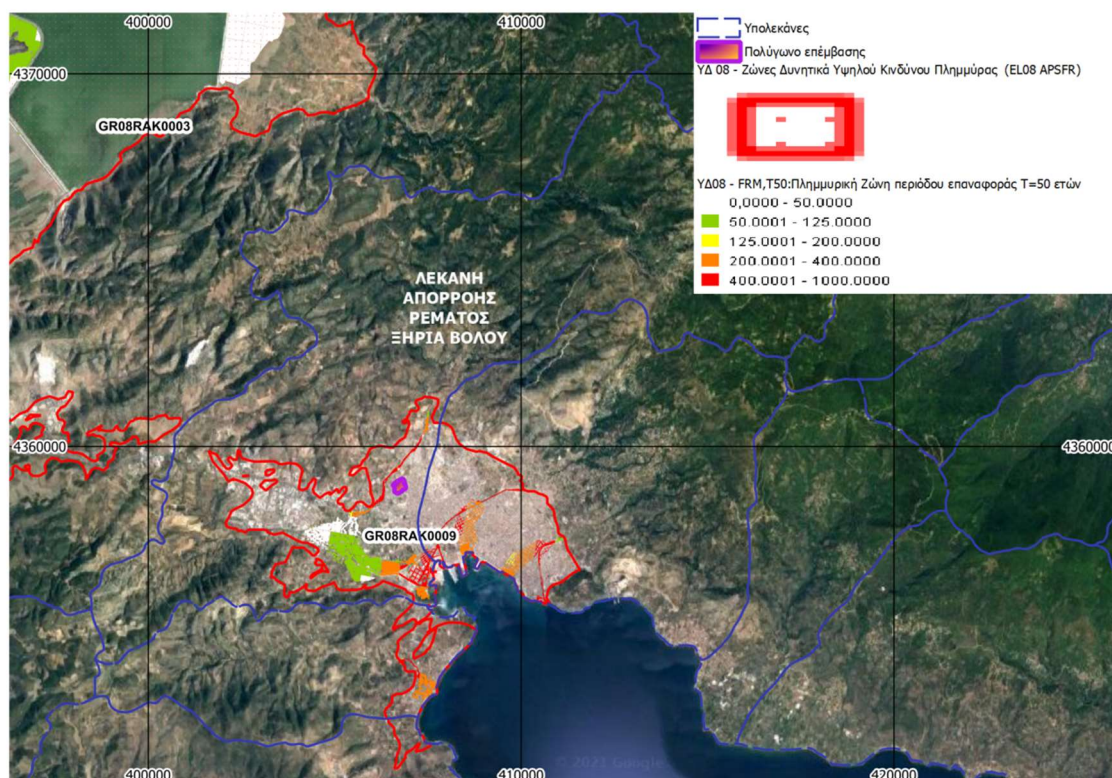 400000
410000
Υπολεκάνες
Πολύγωνο επέμβασης
ΥΔ 08 - Ζώνες Δυνητικά Υψηλού Κινδύνου Πλημμύρας (EL08 APSFR)
4370000
GR08RAK0003
ΥΔ08 - FRM,T50:Πλημμυρική Ζώνη περιόδου επαναφοράς T=50 ετών
0,0000 - 50.0000
50.0001 - 125.0000
125.0001 - 200.0000
200.0001 - 400.0000
400.0001 - 1000.0000
ΛΕΚΑΝΗ
ΑΠΟΡΡΟΗΣ
ΡΕΜΑΤΟΣ
ΞΗΡΙΑ ΒΟΛΟΥ
4360000
4360000
GR08RAK0009
© 2021 Google
400000
410000
420000